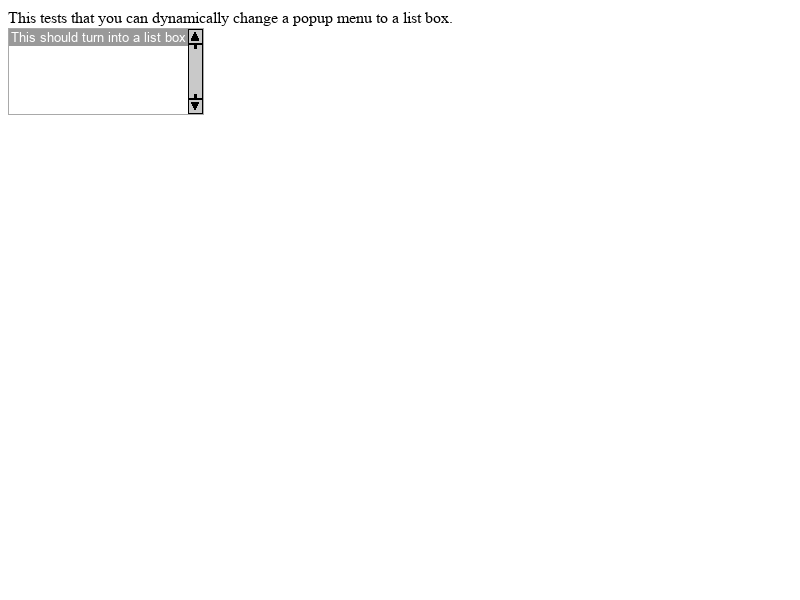 This tests that you can dynamically change a popup menu to a list box.
This should turn into a list box